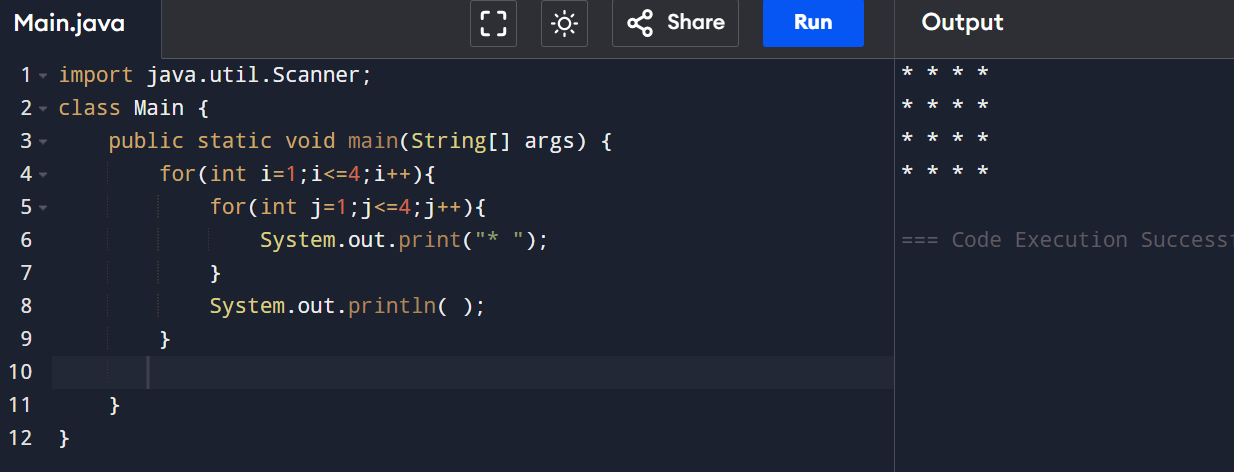 Main.java Share Run Output
1 import java.util.Scanner;
2 class Main {
3 public static void main(String[] args) {
4 for(int i=1;i<=4;i++){
5 for(int j=1;j<=4;j++){
6 System.out.print("* ");
7 }
8 System.out.println( );
9 }
10
11 }
12 }
* * * *
* * * *
* * * *
* * * *
=== Code Execution